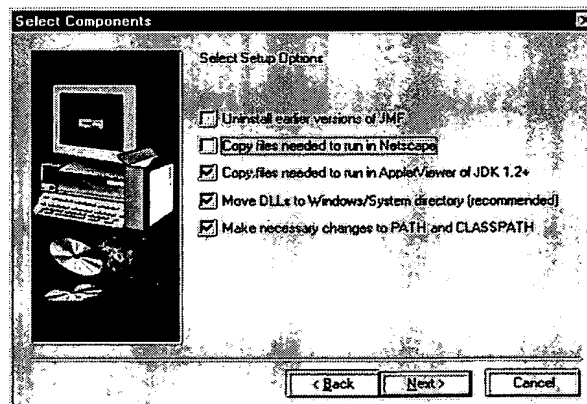 Select Components
Select Setup Options
Uninstall earlier versions of JMF
Copy files needed to run in Netscape
Copy files needed to run in AppletViewer of JDK 1.2+
Move DLLs to Windows/System directory (recommended)
Make necessary changes to PATH and CLASSPATH
< Back
Next >
Cancel